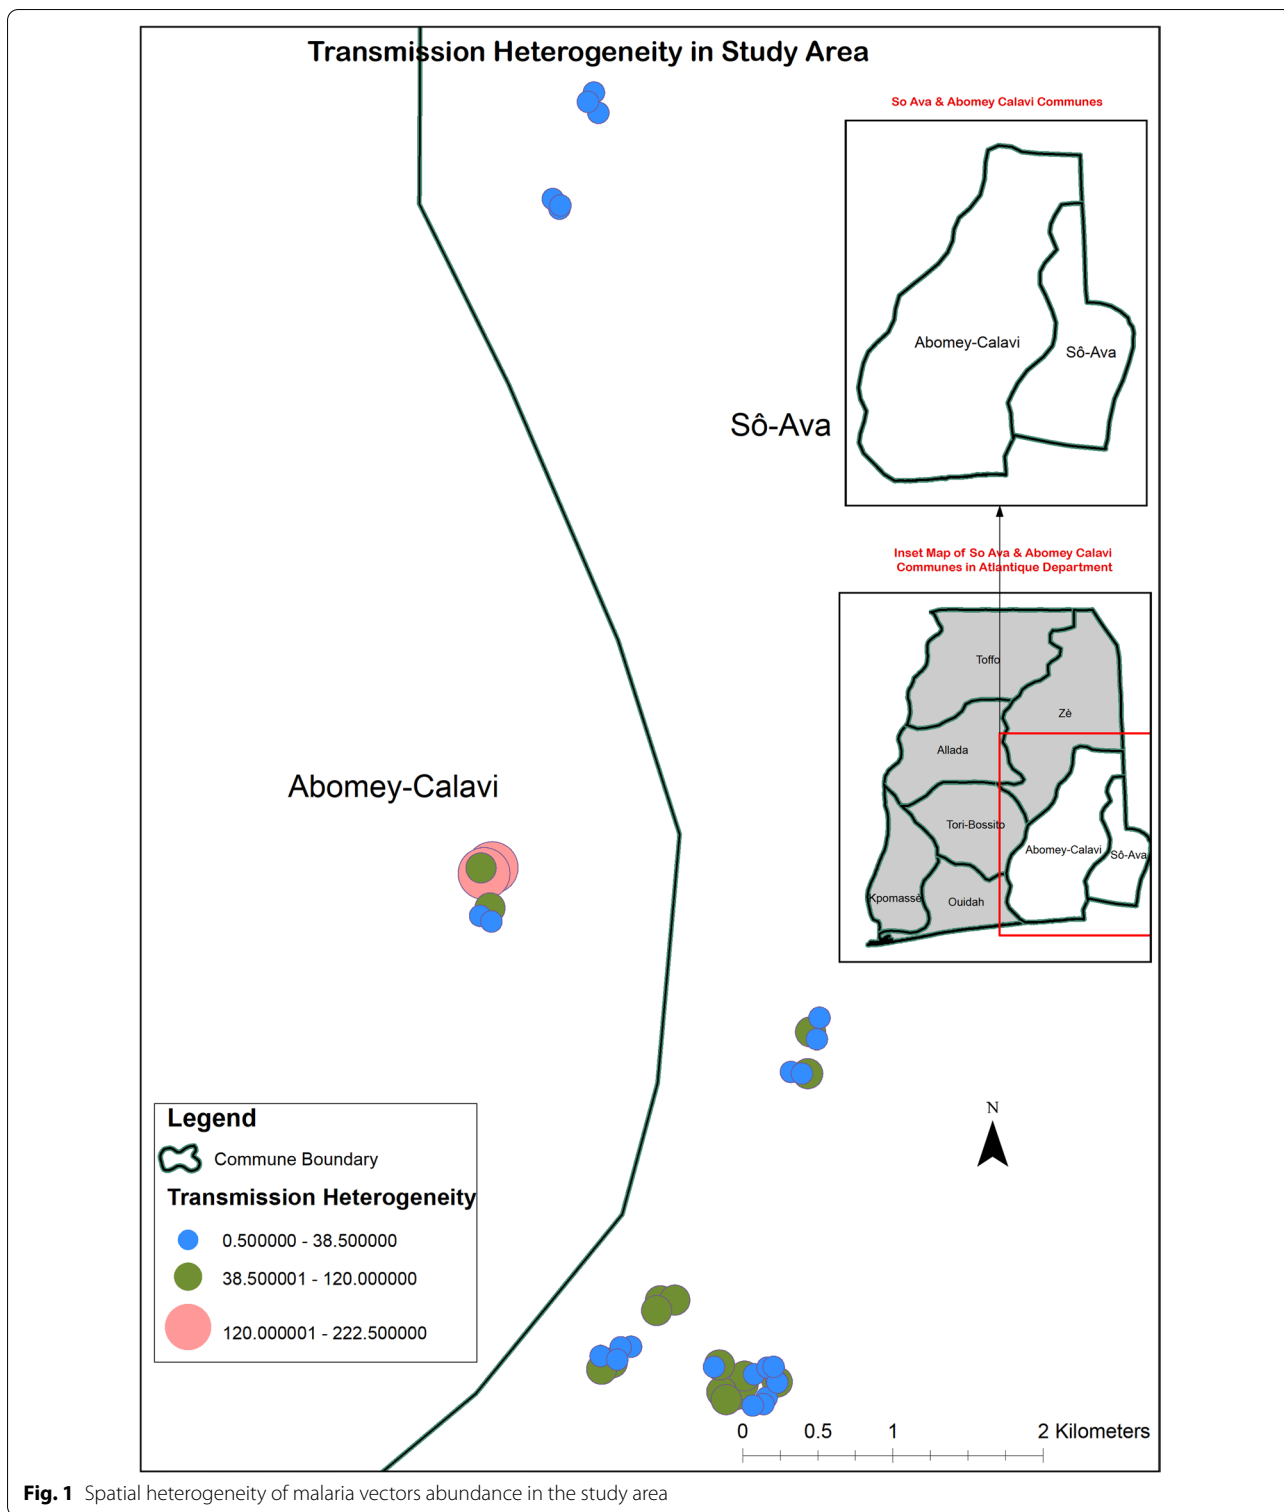 Transmission Heterogeneity in Study Area
So Ava & Abomey Calavi Communes
Abomey-Calavi
Sô-Ava
Sô-Ava
Inset Map of So Ava & Abomey Calavi
Communes in Atlantique Department
Toffo
Zè
Allada
Tori-Bossito
Abomey-Calavi
Sô-Ava
Kpomassè
Ouidah
Abomey-Calavi
N
Legend
Commune Boundary
Transmission Heterogeneity
0.500000 - 38.500000
38.500001 - 120.000000
120.000001 - 222.500000
0 0.5 1 2 Kilometers
Fig. 1 Spatial heterogeneity of malaria vectors abundance in the study area